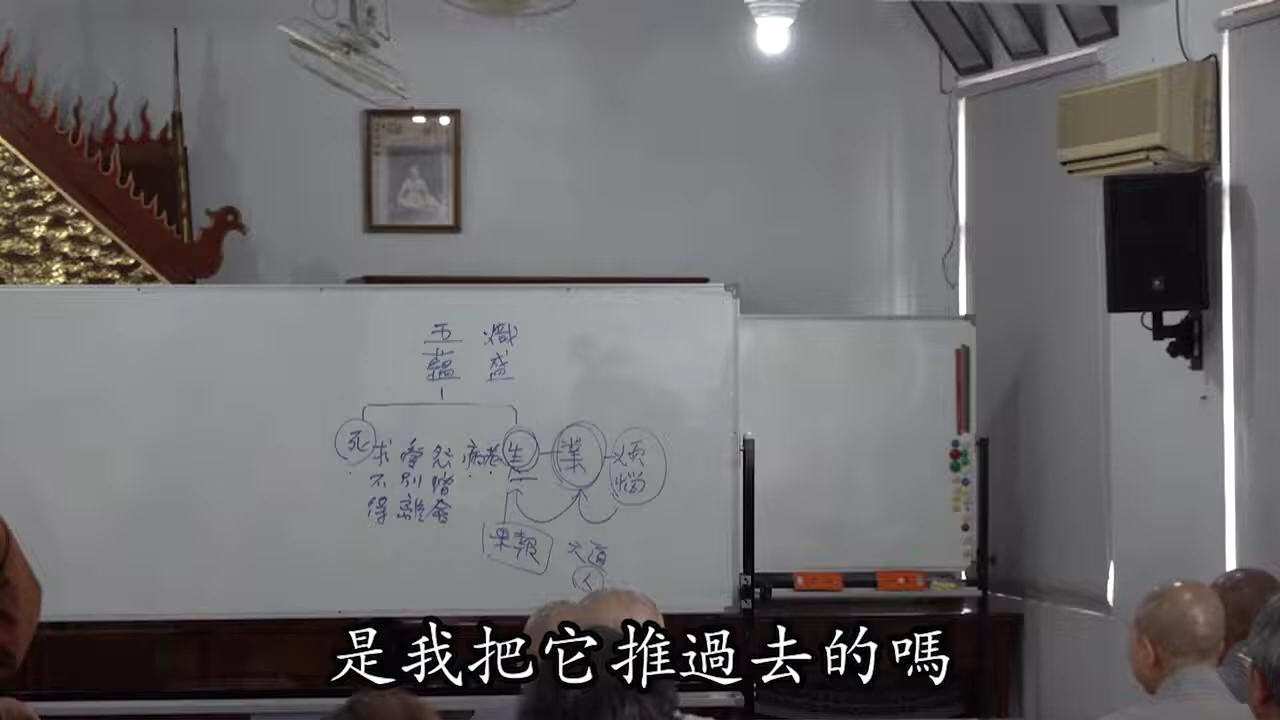 五蘊 熾盛
死 求不得 愛別離 怨憎會 病 老 生 業 煩惱
果報 六道
人
是我把它推過去的嗎